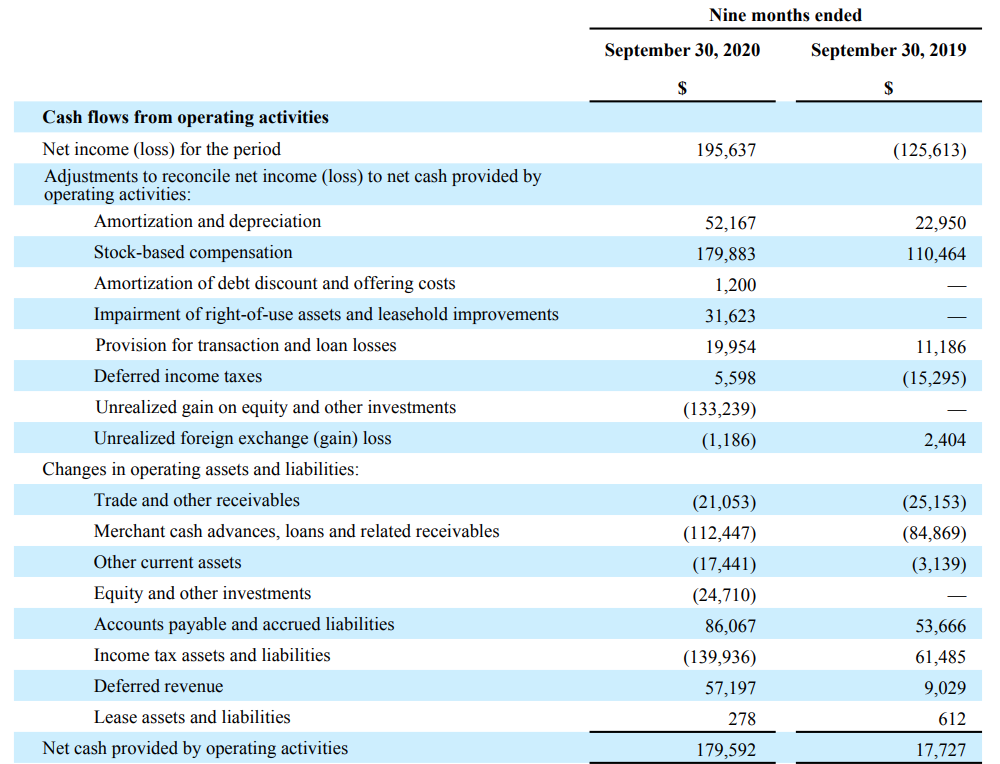 Nine months ended
September 30, 2020 September 30, 2019
$ $
Cash flows from operating activities
Net income (loss) for the period 195,637 (125,613)
Adjustments to reconcile net income (loss) to net cash provided by
operating activities:
Amortization and depreciation 52,167 22,950
Stock-based compensation 179,883 110,464
Amortization of debt discount and offering costs 1,200 —
Impairment of right-of-use assets and leasehold improvements 31,623 —
Provision for transaction and loan losses 19,954 11,186
Deferred income taxes 5,598 (15,295)
Unrealized gain on equity and other investments (133,239) —
Unrealized foreign exchange (gain) loss (1,186) 2,404
Changes in operating assets and liabilities:
Trade and other receivables (21,053) (25,153)
Merchant cash advances, loans and related receivables (112,447) (84,869)
Other current assets (17,441) (3,139)
Equity and other investments (24,710) —
Accounts payable and accrued liabilities 86,067 53,666
Income tax assets and liabilities (139,936) 61,485
Deferred revenue 57,197 9,029
Lease assets and liabilities 278 612
Net cash provided by operating activities 179,592 17,727